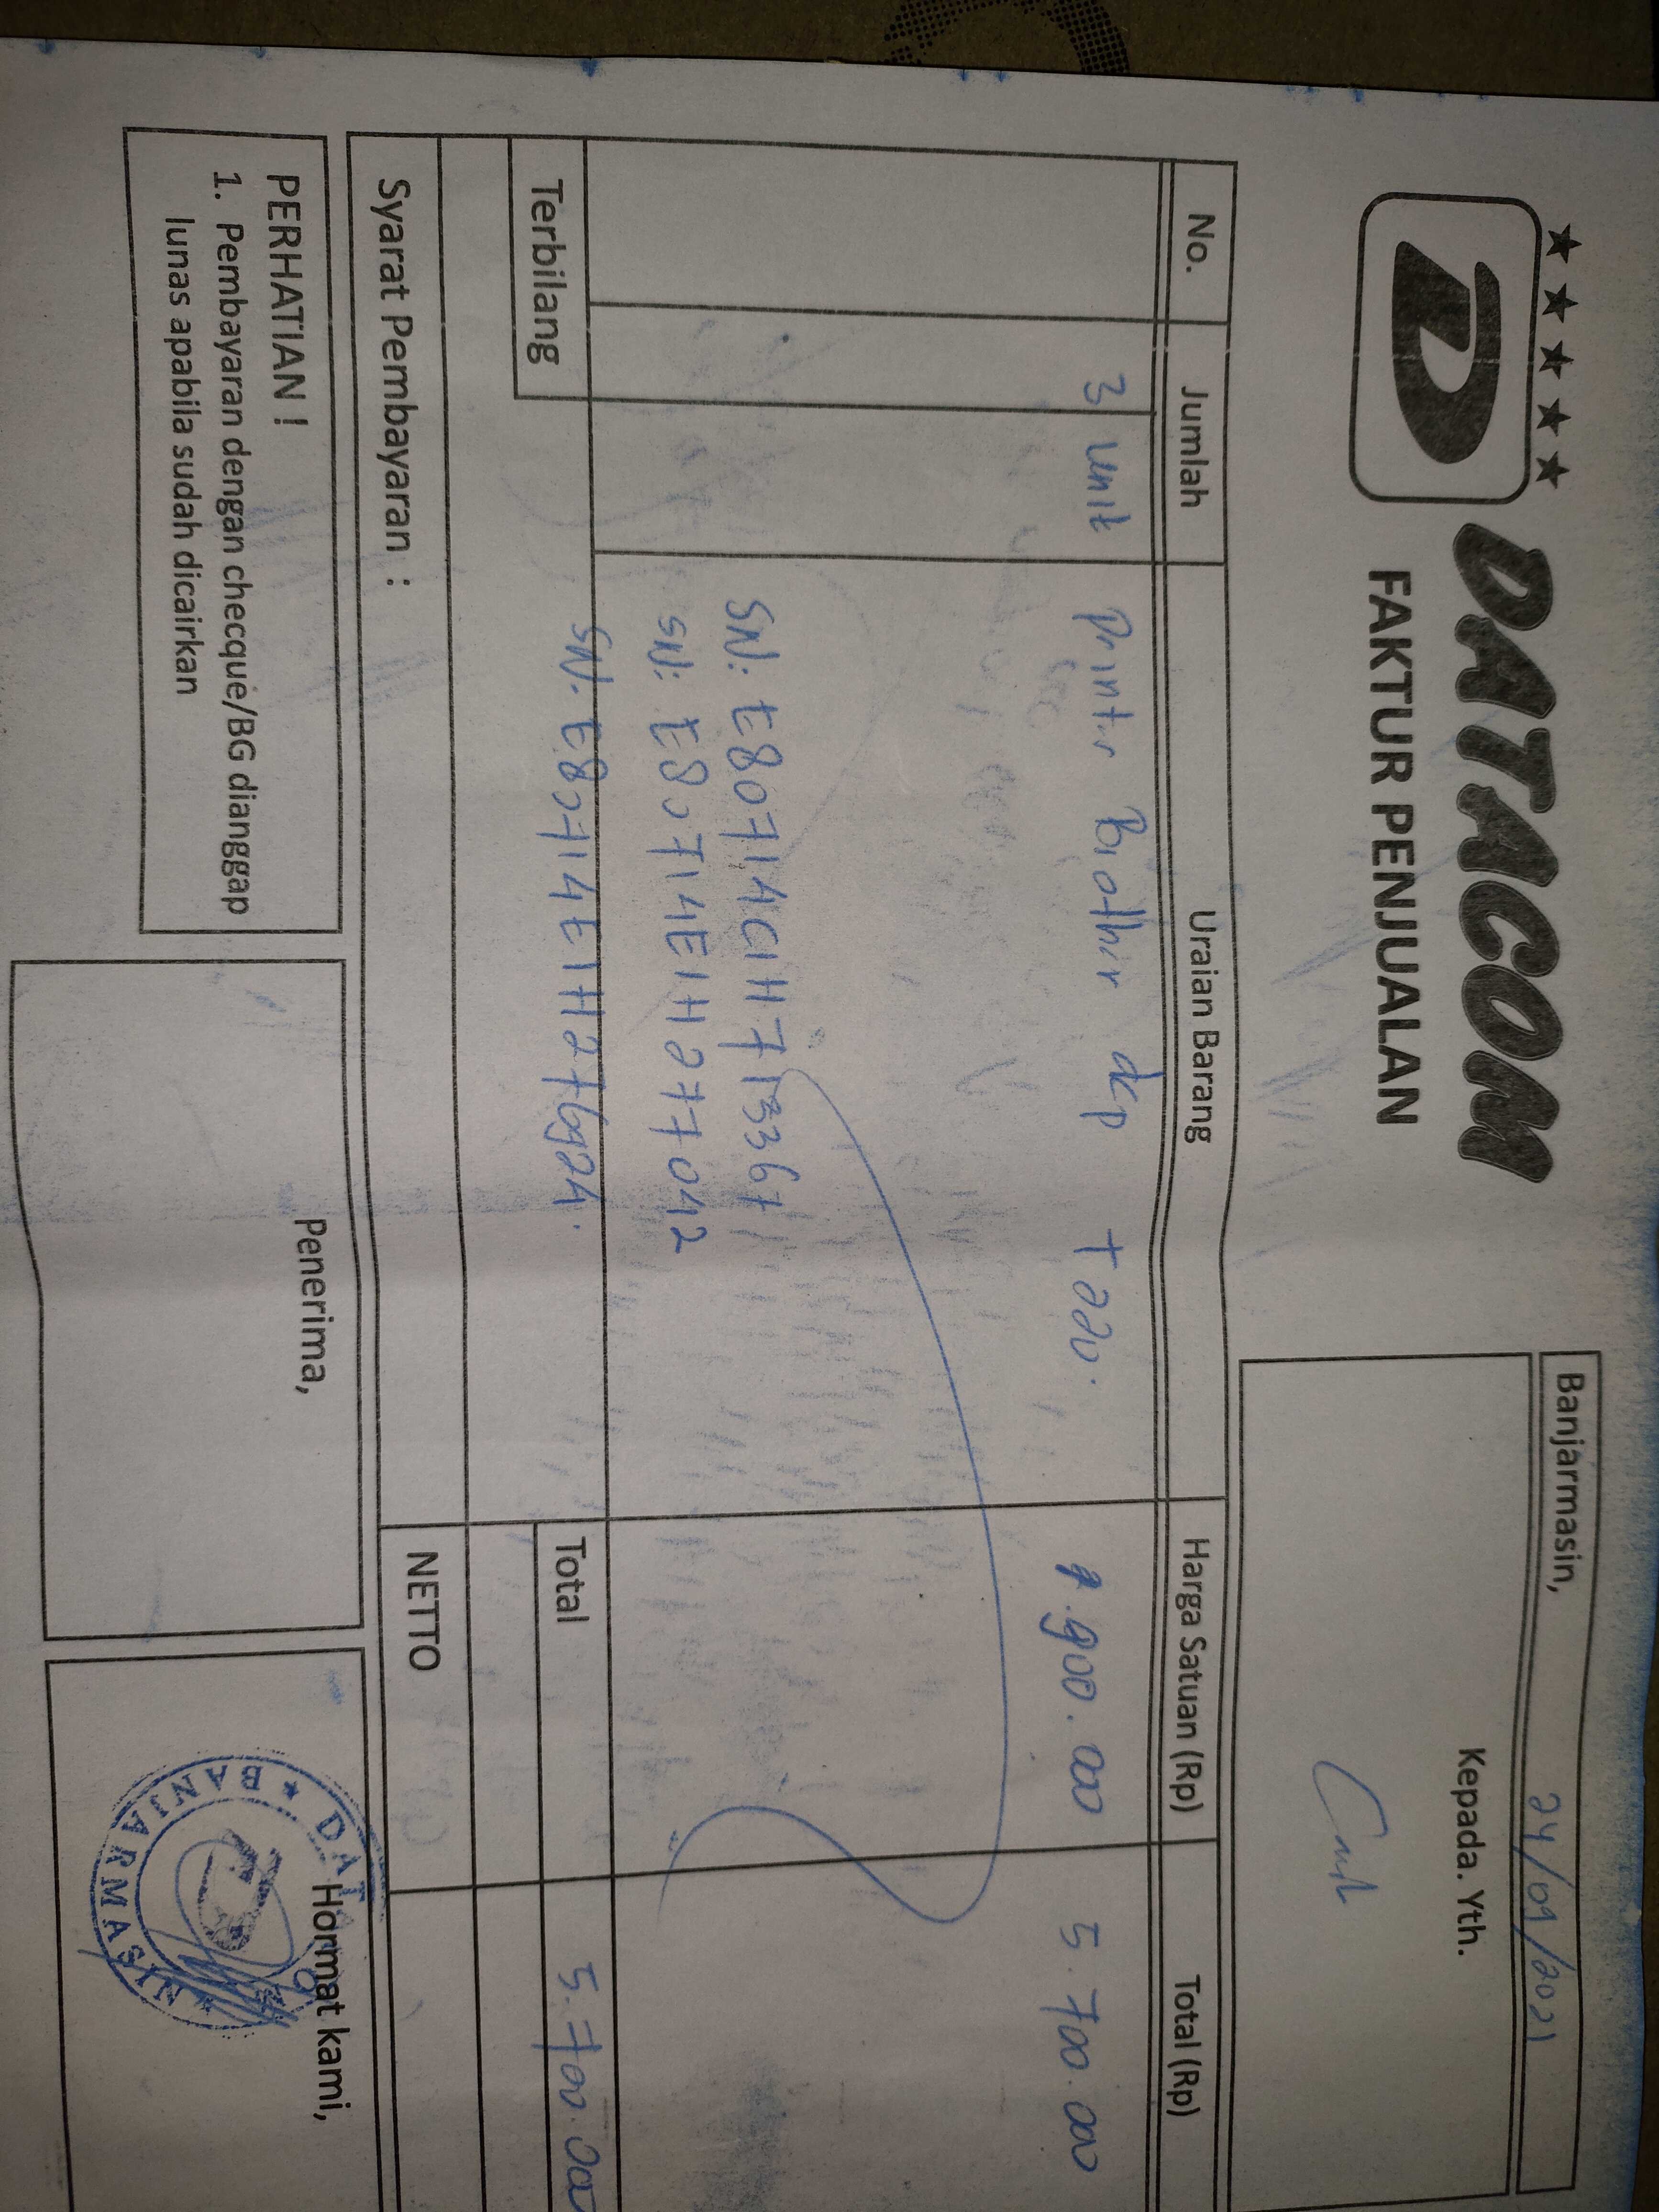 DATACOM
FAKTUR PENJUALAN
Banjarmasin, 24/09/2021
Kepada. Yth.
Cash
No. Jumlah Uraian Barang Harga Satuan (Rp) Total (Rp)
3 unit Printer Brother dcp T220. 1.900.000 5.700.000
SN: E80714C1H713367
SN: E80714E1H277042
SN. E80714E1H276924.
Terbilang Total 5.700.000
Syarat Pembayaran : NETTO
PERHATIAN !
1. Pembayaran dengan checque/BG dianggap
lunas apabila sudah dicairkan
Penerima,
Hormat kami,
BANJARMASIN